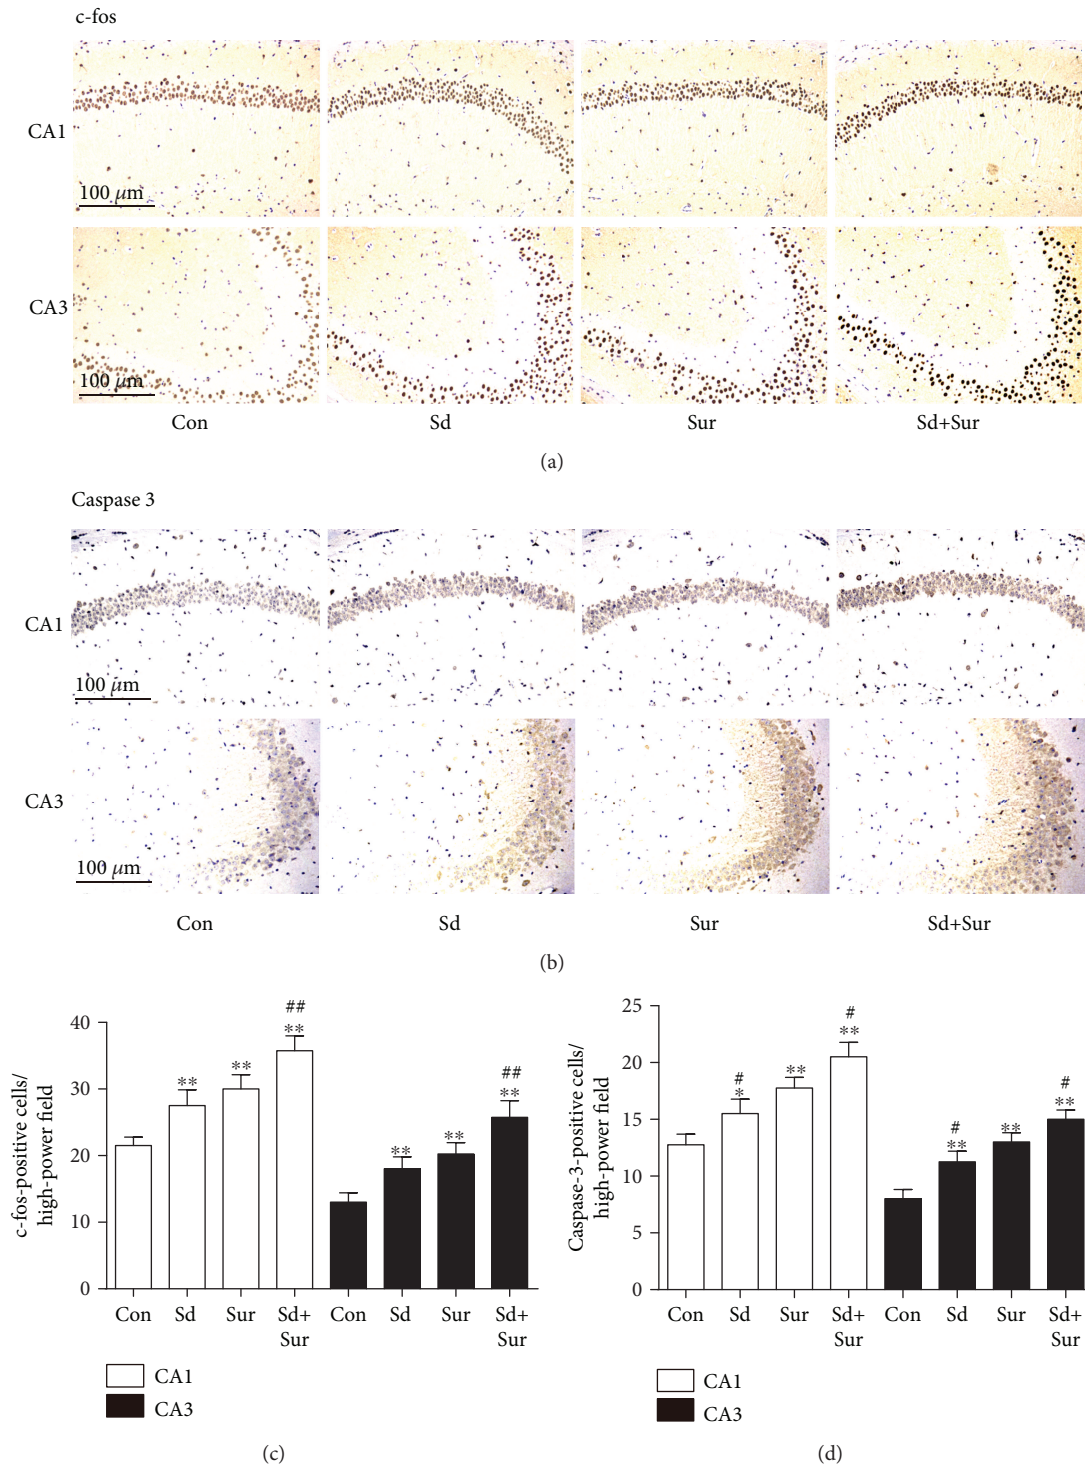 c-fos
CA1
100 µm
CA3
100 µm
Con Sd Sur Sd+Sur
(a)
Caspase 3
CA1
100 µm
CA3
100 µm
Con Sd Sur Sd+Sur
(b)
c-fos-positive cells/
high-power field
40
30
20
10
0
**
**
##
**
**
**
##
**
Con Sd Sur Sd+
Sur
Con Sd Sur Sd+
Sur
CA1
CA3
(c)
Caspase-3-positive cells/
high-power field
25
20
15
10
5
0
#
*
**
#
**
#
**
**
#
**
Con Sd Sur Sd+
Sur
Con Sd Sur Sd+
Sur
CA1
CA3
(d)